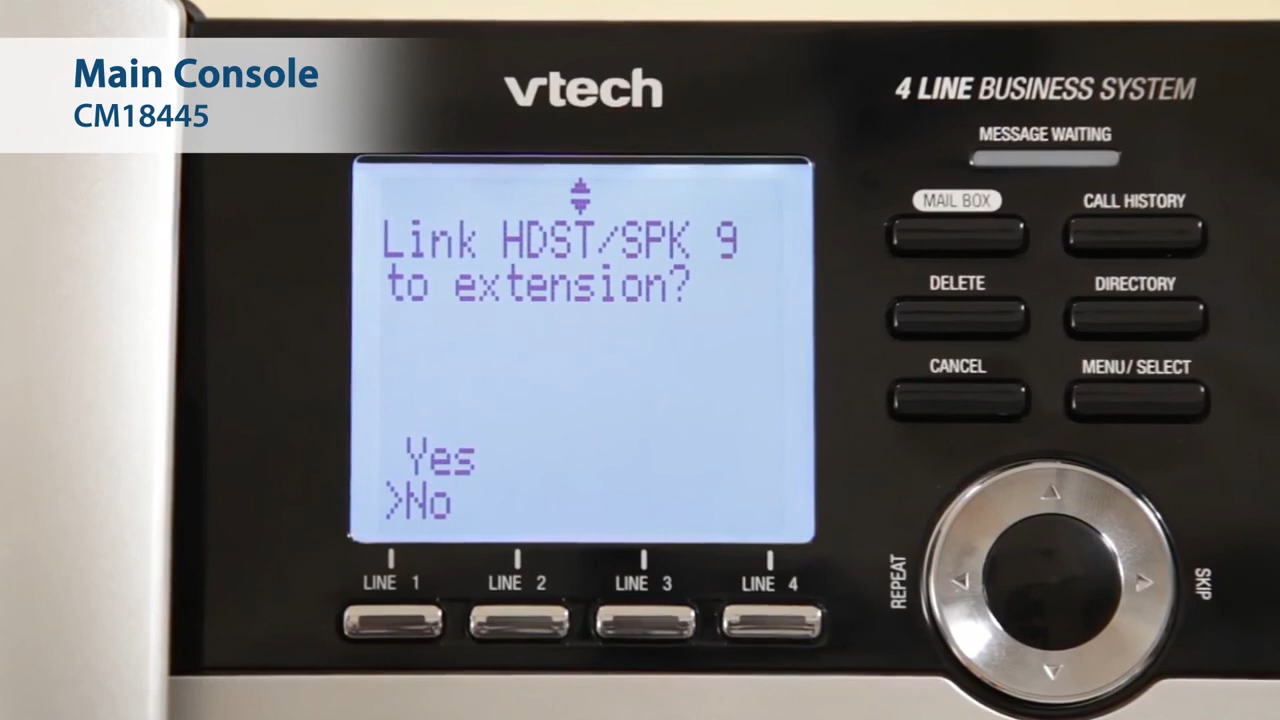 Main Console
CM18445
vtech
4 LINE BUSINESS SYSTEM
MESSAGE WAITING
MAIL BOX
CALL HISTORY
DELETE
DIRECTORY
CANCEL
MENU/ SELECT
Link HDST/SPK 9
to extension?
Yes
>No
LINE 1
LINE 2
LINE 3
LINE 4
REPEAT
SKIP